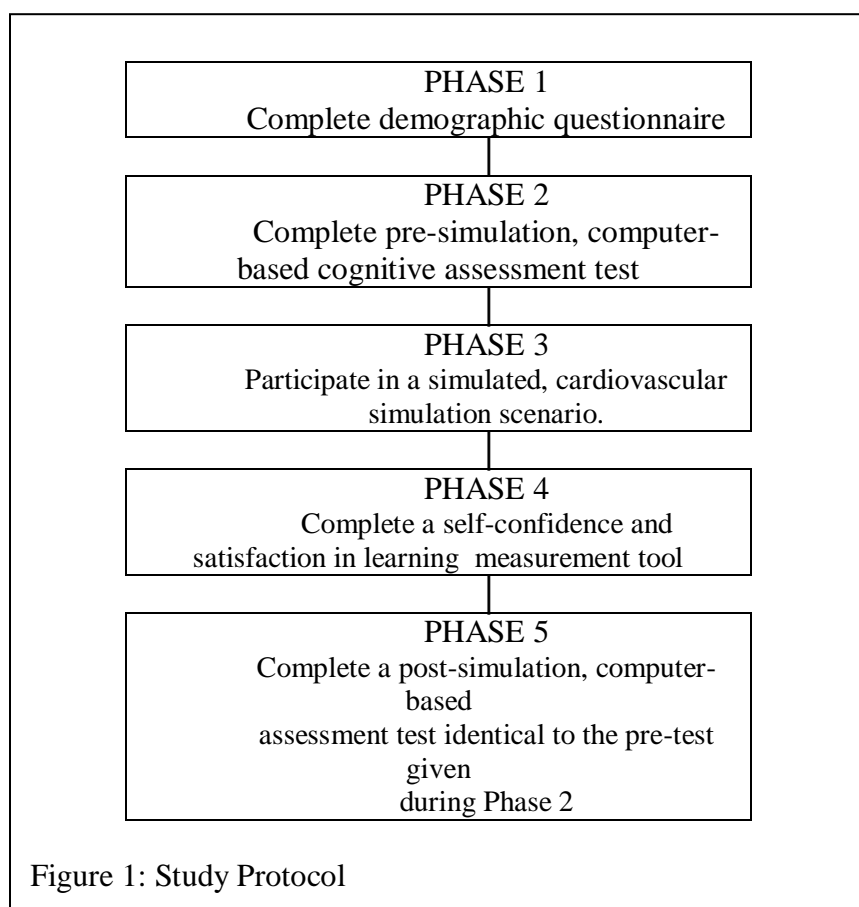 PHASE 1
Complete demographic questionnaire
PHASE 2
Complete pre-simulation, computer-
based cognitive assessment test
PHASE 3
Participate in a simulated, cardiovascular
simulation scenario.
PHASE 4
Complete a self-confidence and
satisfaction in learning measurement tool
PHASE 5
Complete a post-simulation, computer-
based
assessment test identical to the pre-test
given
during Phase 2
Figure 1: Study Protocol